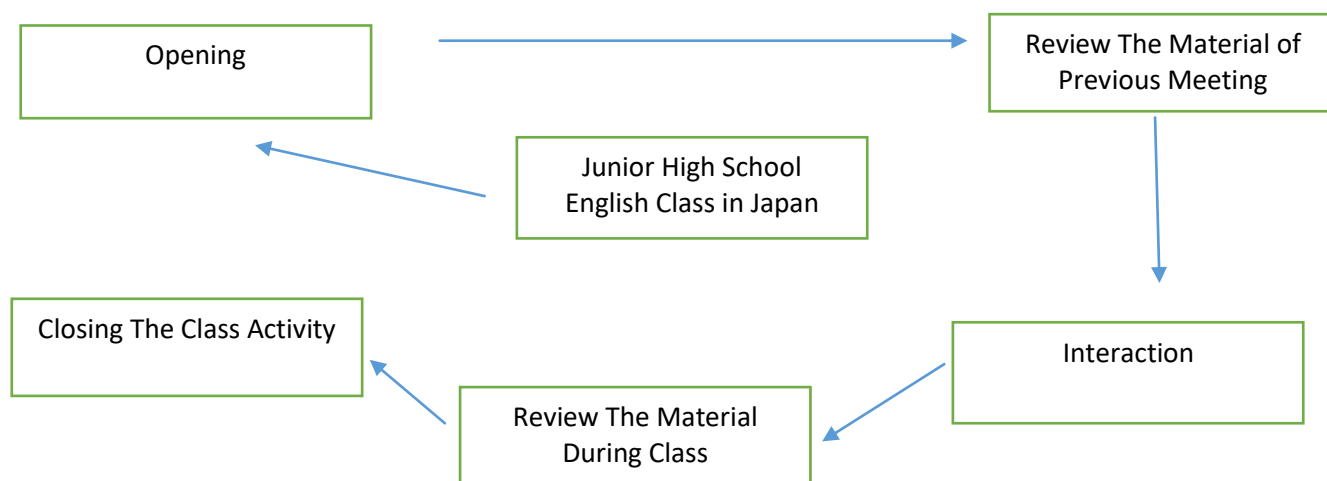 Opening
Review The Material of
Previous Meeting
Junior High School
English Class in Japan
Closing The Class Activity
Interaction
Review The Material
During Class